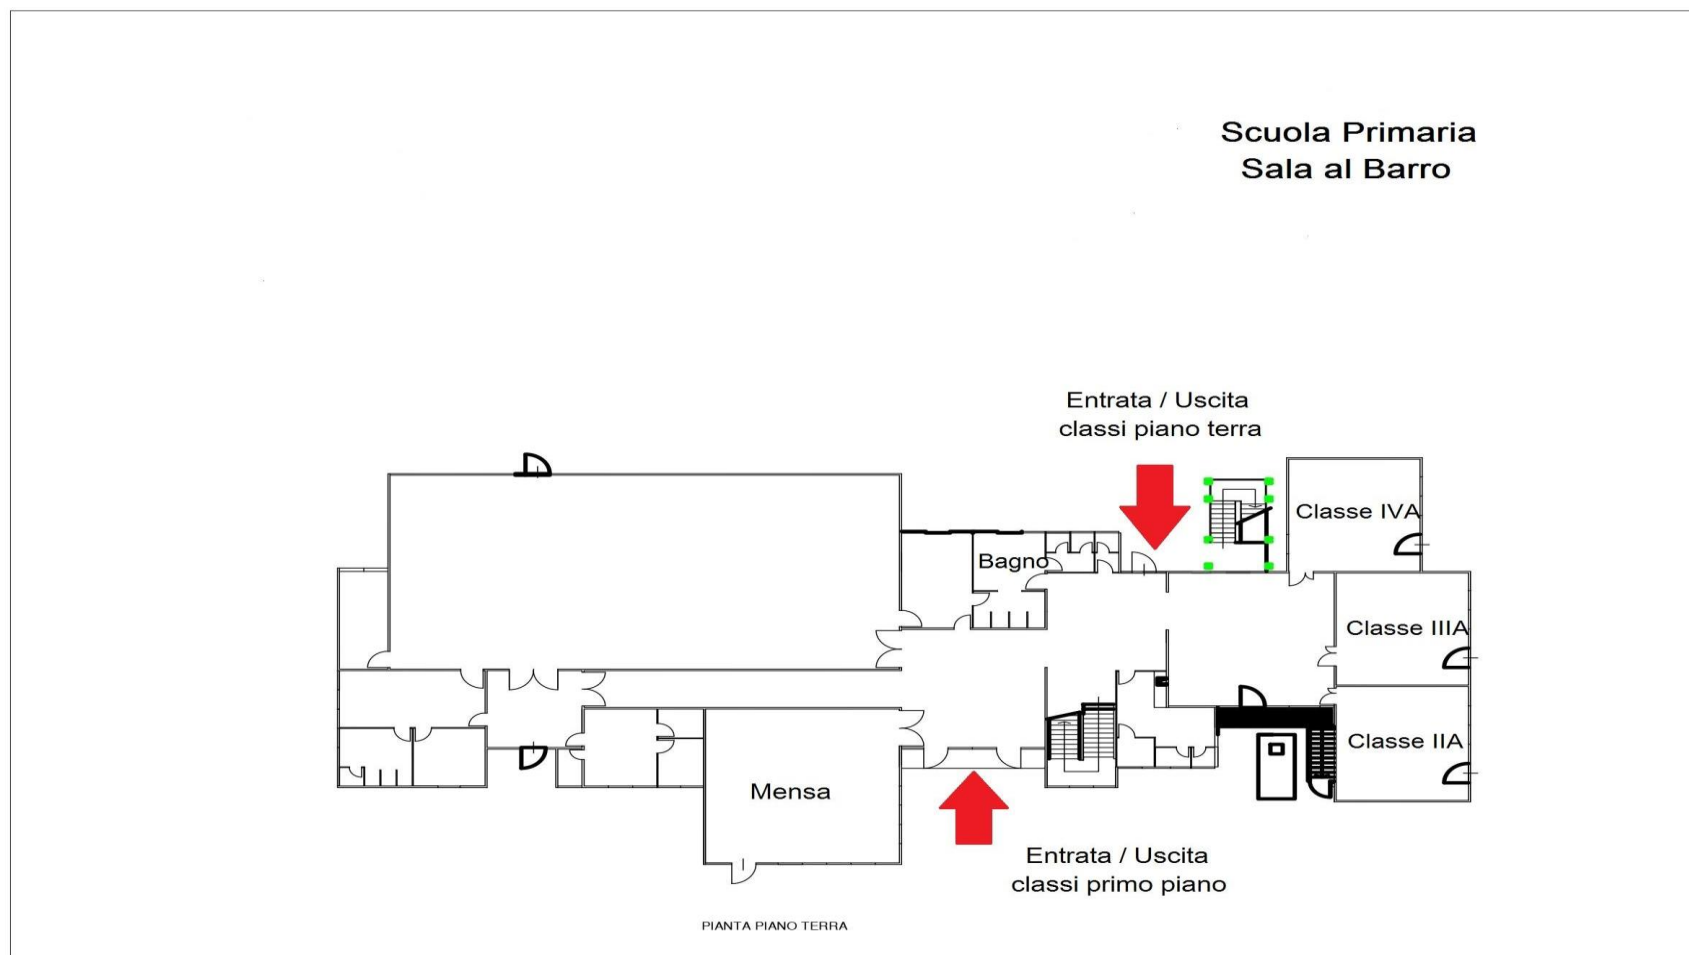 Scuola Primaria
Sala al Barro
Entrata / Uscita
classi piano terra
Classe IVA
Bagno
Classe IIIA
Classe IIA
Mensa
Entrata / Uscita
classi primo piano
PIANTA PIANO TERRA